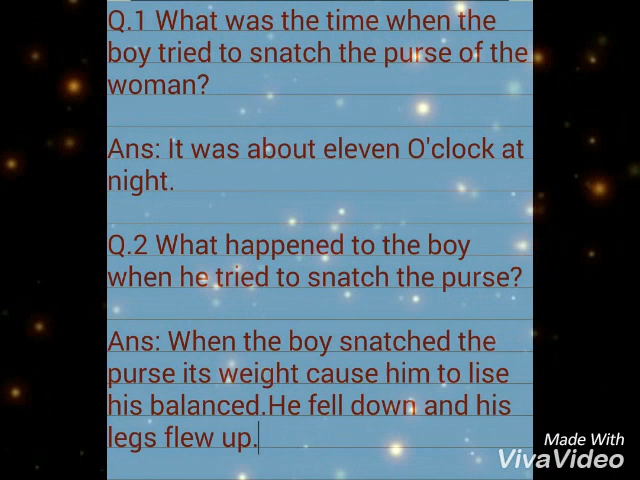 Q.1 What was the time when the
boy tried to snatch the purse of the
woman?
Ans: It was about eleven O'clock at
night.
Q.2 What happened to the boy
when he tried to snatch the purse?
Ans: When the boy snatched the
purse its weight cause him to lise
his balanced.He fell down and his
legs flew up.
Made With
VivaVideo